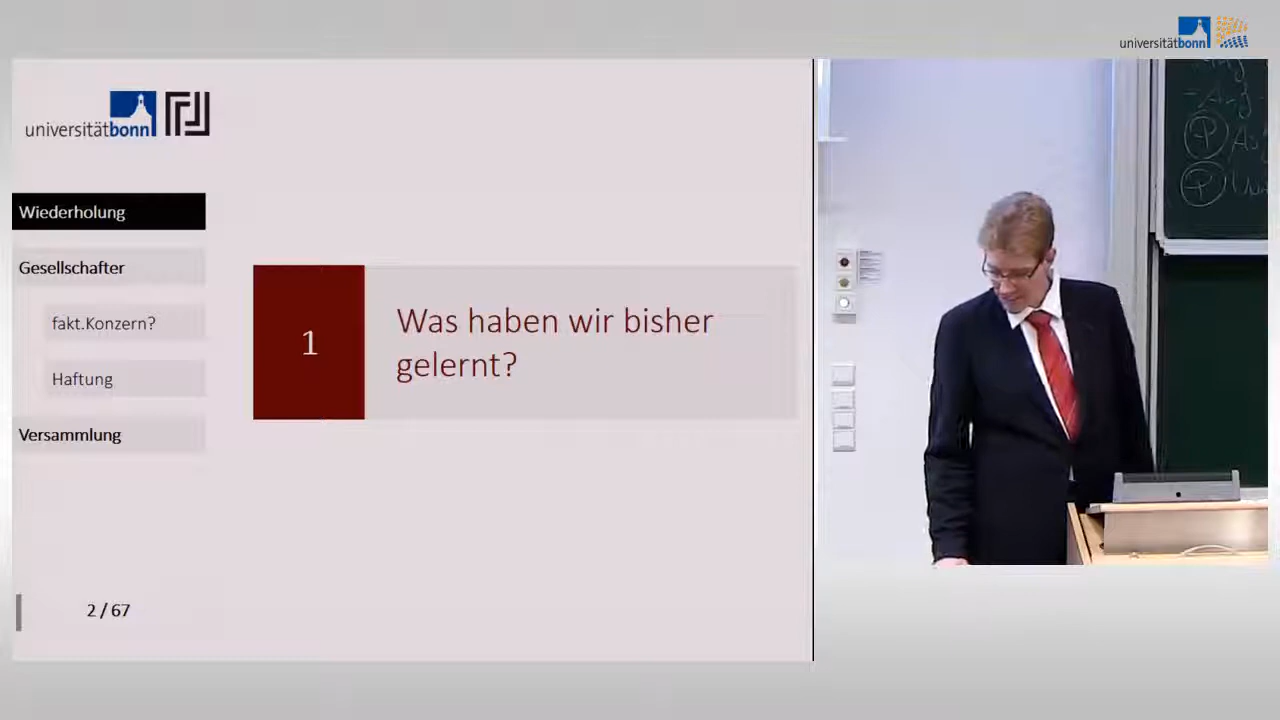 universitätbonn
universitätbonn
Wiederholung
Gesellschafter
fakt.Konzern?
Haftung
Versammlung
1
Was haben wir bisher
gelernt?
2 / 67